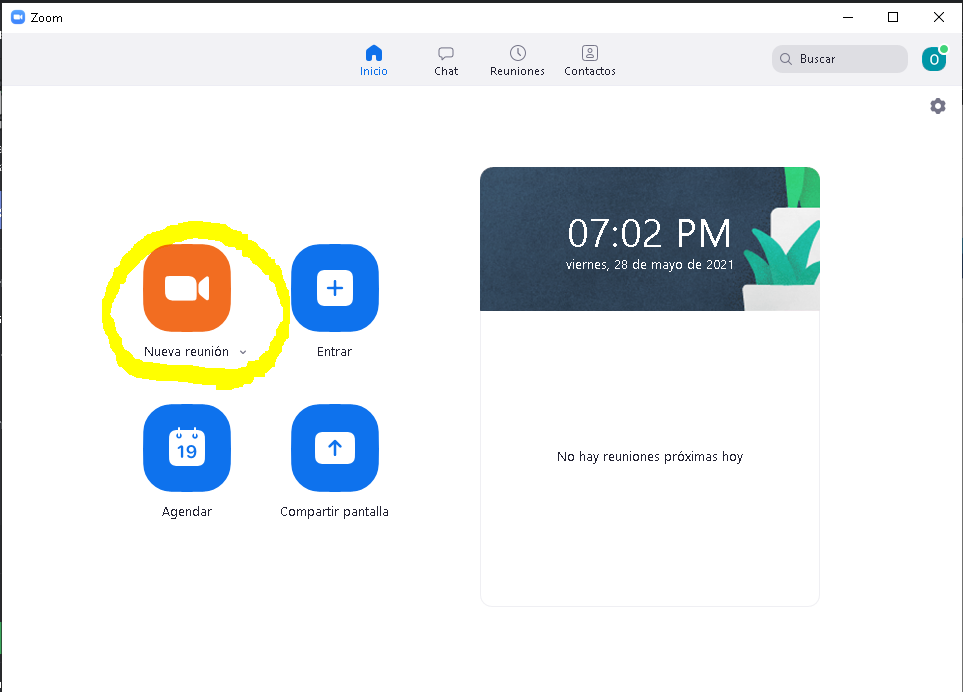 Zoom
Inicio
Chat
Reuniones
Contactos
Buscar
O
07:02 PM
viernes, 28 de mayo de 2021
Nueva reunión
Entrar
19
Agendar
Compartir pantalla
No hay reuniones próximas hoy